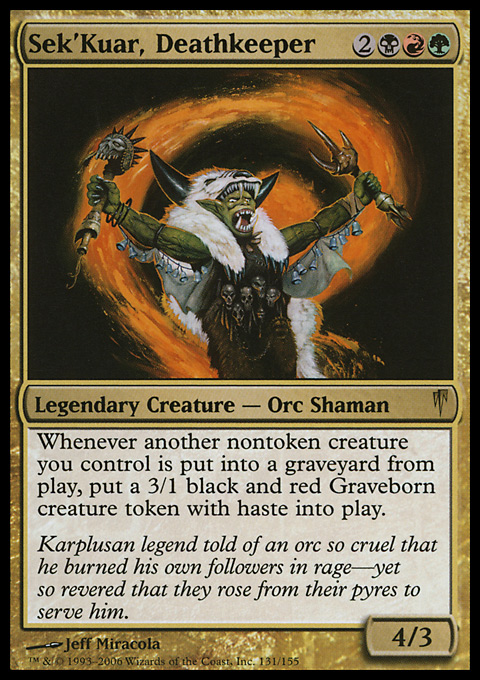 Sek'Kuar, Deathkeeper 2
Legendary Creature — Orc Shaman
Whenever another nontoken creature
you control is put into a graveyard from
play, put a 3/1 black and red Graveborn
creature token with haste into play.
Karplusan legend told of an orc so cruel that
he burned his own followers in rage—yet
so revered that they rose from their pyres to
serve him.
Jeff Miracola
4/3
™ & © 1993–2006 Wizards of the Coast, Inc. 131/155